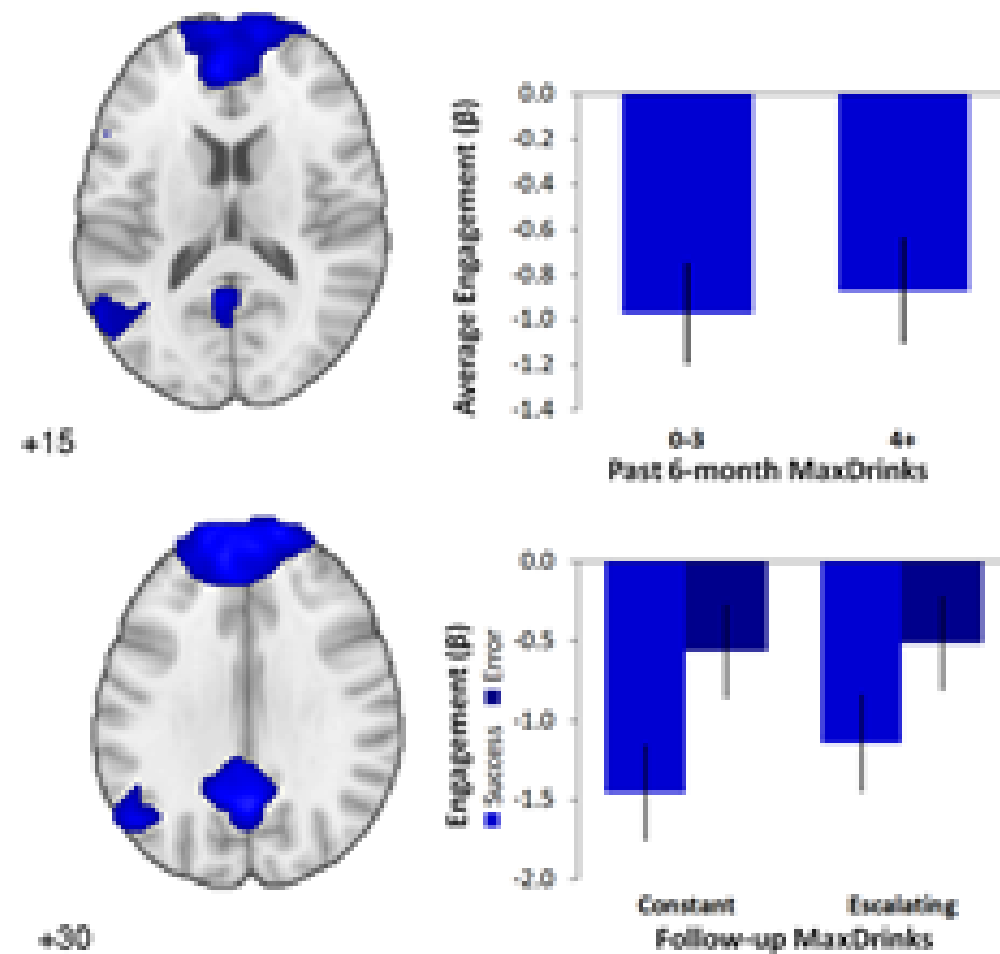 Average Engagement (β)
0.0
-0.2
-0.4
-0.6
-0.8
-1.0
-1.2
-1.4
0-3
4+
Past 6-month MaxDrinks
+15
Engagement (β)
Success Error
0.0
-0.5
-1.0
-1.5
-2.0
Constant
Escalating
Follow-up MaxDrinks
+30